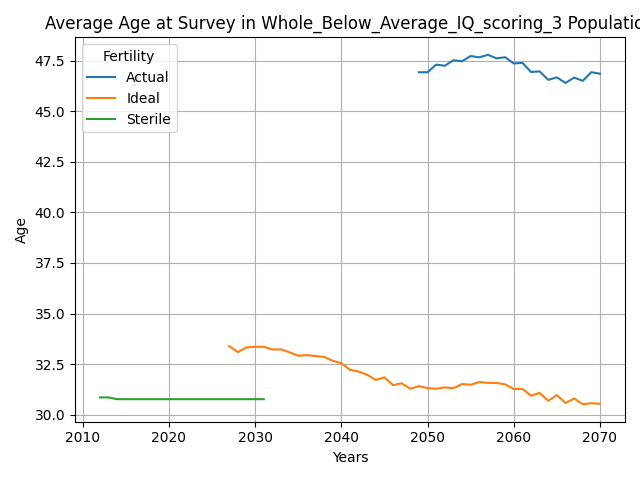 Average Age at Survey in Whole_Below_Average_IQ_scoring_3 Populatio
Fertility
Actual
Ideal
Sterile
47.5
45.0
42.5
40.0
37.5
35.0
32.5
30.0
Age
2010 2020 2030 2040 2050 2060 2070
Years